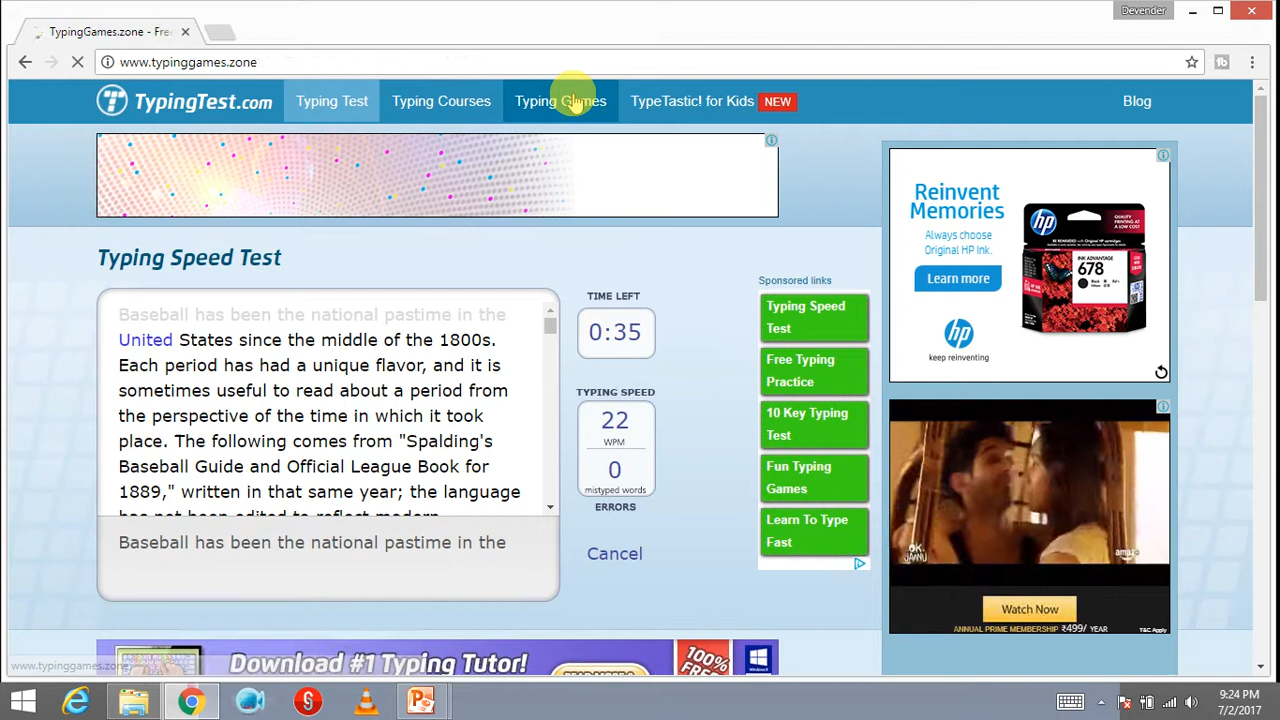 Devender
TypingGames.zone - Fre
www.typinggames.zone
TypingTest.com
Typing Test
Typing Courses
Typing Games
TypeTastic! for Kids NEW
Blog
Typing Speed Test
Baseball has been the national pastime in the
United States since the middle of the 1800s.
Each period has had a unique flavor, and it is
sometimes useful to read about a period from
the perspective of the time in which it took
place. The following comes from "Spalding's
Baseball Guide and Official League Book for
1889," written in that same year; the language
has not been edited to reflect modern
Baseball has been the national pastime in the
TIME LEFT
0:35
TYPING SPEED
22
WPM
0
mistyped words
ERRORS
Cancel
Sponsored links
Typing Speed
Test
Free Typing
Practice
10 Key Typing
Test
Fun Typing
Games
Learn To Type
Fast
Reinvent
Memories
Always choose
Original HP Ink.
Learn more
hp
keep reinventing
hp
INK ADVANTAGE
678
OK
JAANU
amazon
Watch Now
ANNUAL PRIME MEMBERSHIP ₹499/ YEAR
T&C Apply
Download #1 Typing Tutor!
100%
FREE
www.typinggames.zone
9:24 PM
7/2/2017